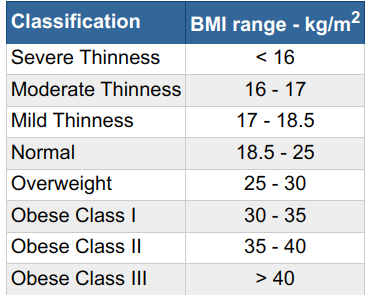 Classification BMI range - kg/m2
Severe Thinness < 16
Moderate Thinness 16 - 17
Mild Thinness 17 - 18.5
Normal 18.5 - 25
Overweight 25 - 30
Obese Class I 30 - 35
Obese Class II 35 - 40
Obese Class III > 40